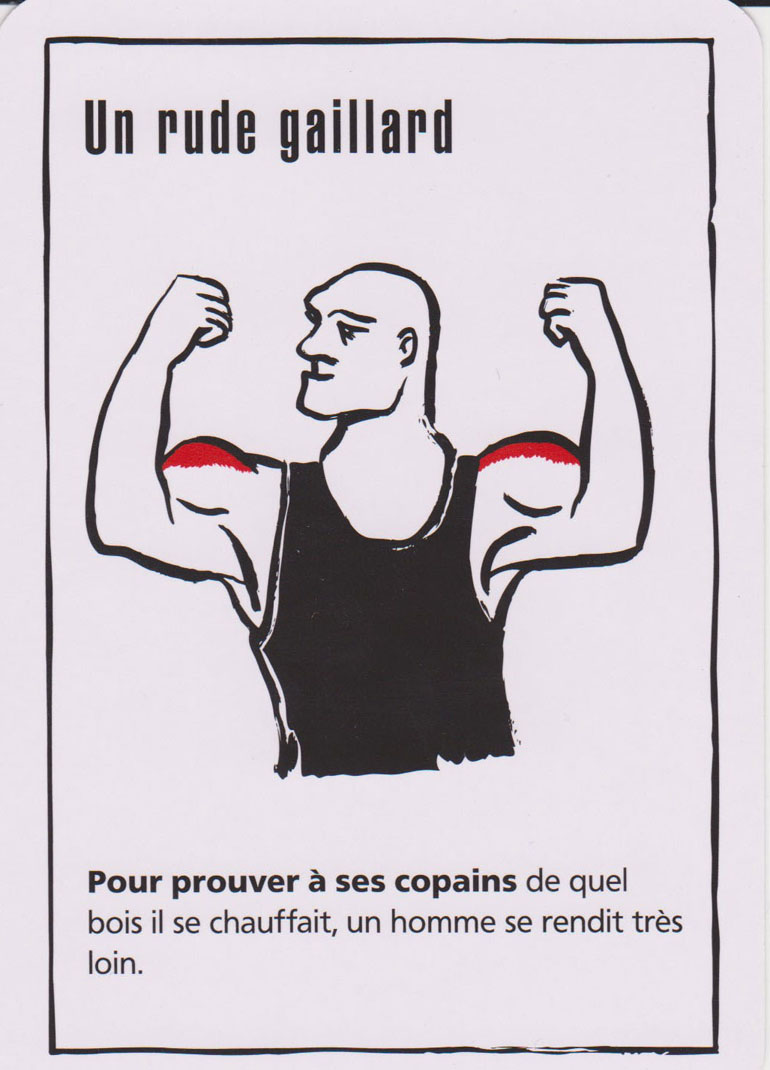 Un rude gaillard
Pour prouver à ses copains de quel
bois il se chauffait, un homme se rendit très
loin.